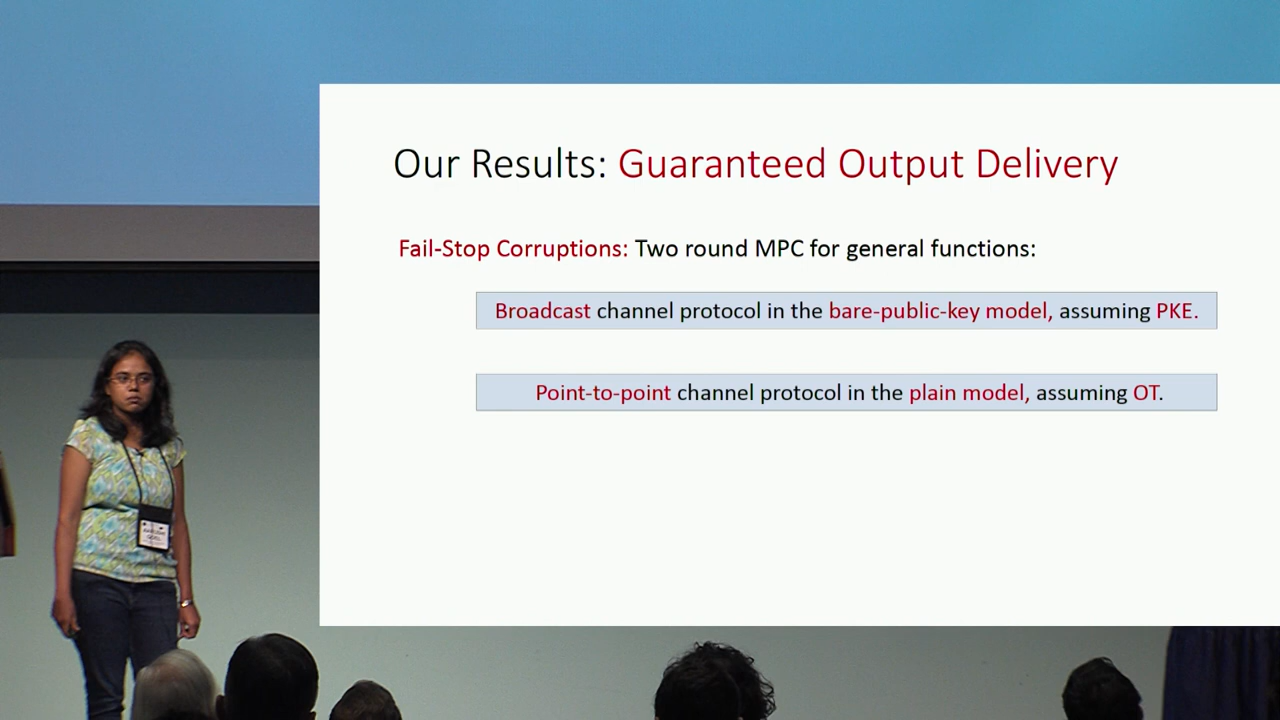 Our Results: Guaranteed Output Delivery
Fail-Stop Corruptions: Two round MPC for general functions:
Broadcast channel protocol in the bare-public-key model, assuming PKE.
Point-to-point channel protocol in the plain model, assuming OT.